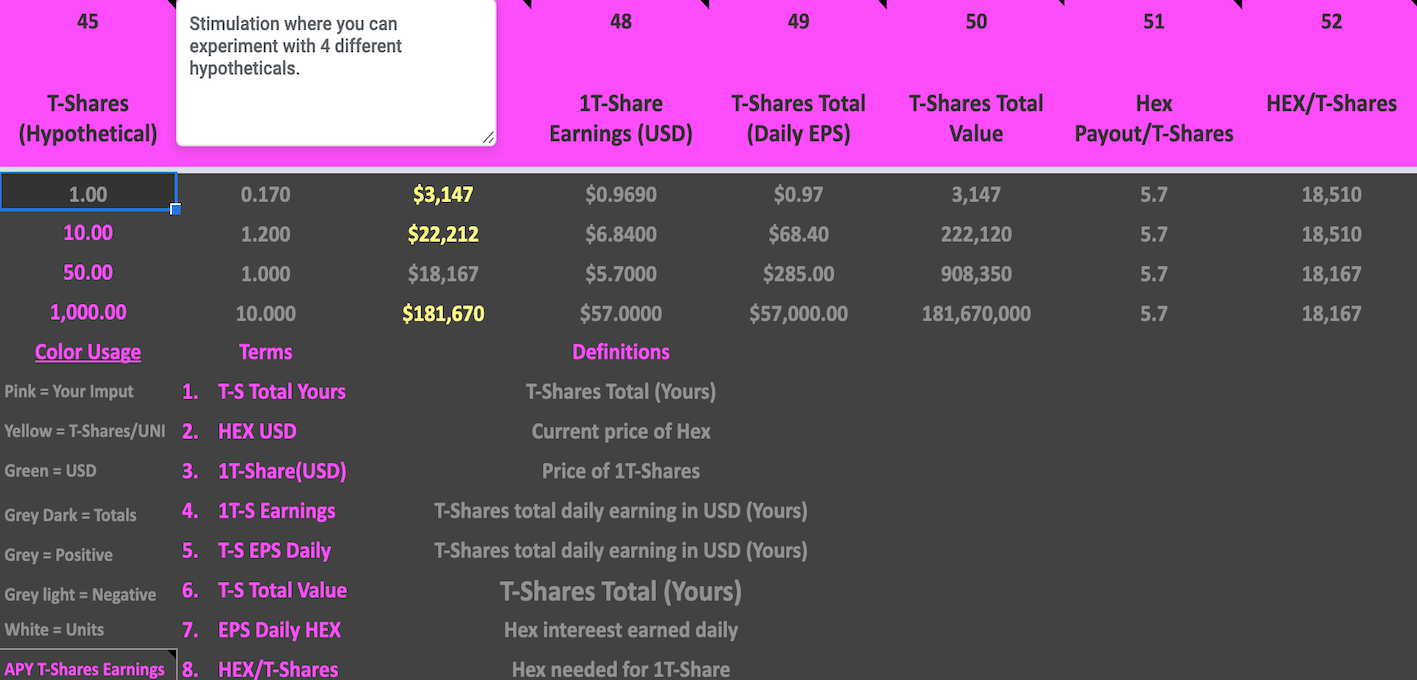 45 48 49 50 51 52
Stimulation where you can
experiment with 4 different
hypotheticals.
T-Shares 1T-Share T-Shares Total T-Shares Total Hex HEX/T-Shares
(Hypothetical) Earnings (USD) (Daily EPS) Value Payout/T-Shares
1.00 0.170 $3,147 $0.9690 $0.97 3,147 5.7 18,510
10.00 1.200 $22,212 $6.8400 $68.40 222,120 5.7 18,510
50.00 1.000 $18,167 $5.7000 $285.00 908,350 5.7 18,167
1,000.00 10.000 $181,670 $57.0000 $57,000.00 181,670,000 5.7 18,167
Color Usage Terms Definitions
Pink = Your Imput 1. T-S Total Yours T-Shares Total (Yours)
Yellow = T-Shares/UNI 2. HEX USD Current price of Hex
Green = USD 3. 1T-Share(USD) Price of 1T-Shares
Grey Dark = Totals 4. 1T-S Earnings T-Shares total daily earning in USD (Yours)
Grey = Positive 5. T-S EPS Daily T-Shares total daily earning in USD (Yours)
Grey light = Negative 6. T-S Total Value T-Shares Total (Yours)
White = Units 7. EPS Daily HEX Hex intereest earned daily
APY T-Shares Earnings 8. HEX/T-Shares Hex needed for 1T-Share